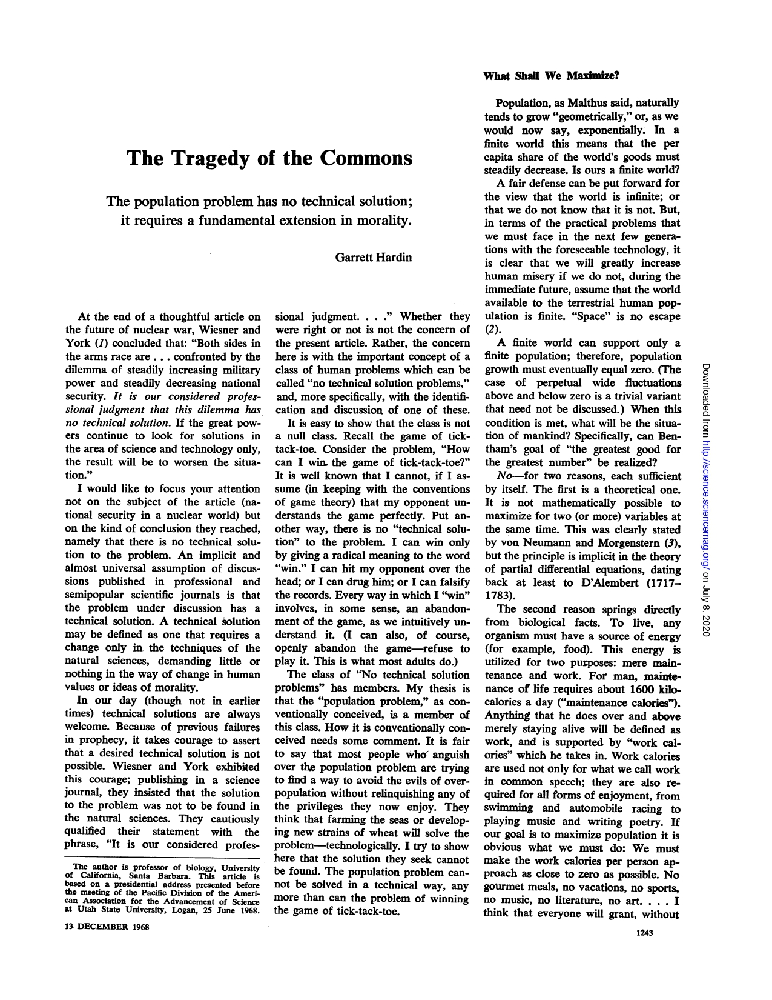 The Tragedy of the Commons
The population problem has no technical solution;
it requires a fundamental extension in morality.
Garrett Hardin
At the end of a thoughtful article on
the future of nuclear war, Wiesner and
York (1) concluded that: “Both sides in
the arms race are . . . confronted by the
dilemma of steadily increasing military
power and steadily decreasing national
security. It is our considered profes-
sional judgment that this dilemma has
no technical solution. If the great pow-
ers continue to look for solutions in
the area of science and technology only,
the result will be to worsen the situa-
tion.”
I would like to focus your attention
not on the subject of the article (na-
tional security in a nuclear world) but
on the kind of conclusion they reached,
namely that there is no technical solu-
tion to the problem. An implicit and
almost universal assumption of discus-
sions published in professional and
semipopular scientific journals is that
the problem under discussion has a
technical solution. A technical solution
may be defined as one that requires a
change only in the techniques of the
natural sciences, demanding little or
nothing in the way of change in human
values or ideas of morality.
In our day (though not in earlier
times) technical solutions are always
welcome. Because of previous failures
in prophecy, it takes courage to assert
that a desired technical solution is not
possible. Wiesner and York exhibited
this courage; publishing in a science
journal, they insisted that the solution
to the problem was not to be found in
the natural sciences. They cautiously
qualified their statement with the
phrase, “It is our considered profes-
The author is professor of biology, University
of California, Santa Barbara. This article is
based on a presidential address presented before
the meeting of the Pacific Division of the Ameri-
can Association for the Advancement of Science
at Utah State University, Logan, 25 June 1968.
13 DECEMBER 1968
sional judgment. . . .” Whether they
were right or not is not the concern of
the present article. Rather, the concern
here is with the important concept of a
class of human problems which can be
called “no technical solution problems,”
and, more specifically, with the identifi-
cation and discussion of one of these.
It is easy to show that the class is not
a null class. Recall the game of tick-
tack-toe. Consider the problem, “How
can I win the game of tick-tack-toe?”
It is well known that I cannot, if I as-
sume (in keeping with the conventions
of game theory) that my opponent un-
derstands the game perfectly. Put an-
other way, there is no “technical solu-
tion” to the problem. I can win only
by giving a radical meaning to the word
“win.” I can hit my opponent over the
head; or I can drug him; or I can falsify
the records. Every way in which I “win”
involves, in some sense, an abandon-
ment of the game, as we intuitively un-
derstand it. (I can also, of course,
openly abandon the game—refuse to
play it. This is what most adults do.)
The class of “No technical solution
problems” has members. My thesis is
that the “population problem,” as con-
ventionally conceived, is a member of
this class. How it is conventionally con-
ceived needs some comment. It is fair
to say that most people who anguish
over the population problem are trying
to find a way to avoid the evils of over-
population without relinquishing any of
the privileges they now enjoy. They
think that farming the seas or develop-
ing new strains of wheat will solve the
problem—technologically. I try to show
here that the solution they seek cannot
be found. The population problem can-
not be solved in a technical way, any
more than can the problem of winning
the game of tick-tack-toe.
What Shall We Maximize?
Population, as Malthus said, naturally
tends to grow “geometrically,” or, as we
would now say, exponentially. In a
finite world this means that the per
capita share of the world's goods must
steadily decrease. Is ours a finite world?
A fair defense can be put forward for
the view that the world is infinite; or
that we do not know that it is not. But,
in terms of the practical problems that
we must face in the next few genera-
tions with the foreseeable technology, it
is clear that we will greatly increase
human misery if we do not, during the
immediate future, assume that the world
available to the terrestrial human pop-
ulation is finite. “Space” is no escape
(2).
A finite world can support only a
finite population; therefore, population
growth must eventually equal zero. (The
case of perpetual wide fluctuations
above and below zero is a trivial variant
that need not be discussed.) When this
condition is met, what will be the situa-
tion of mankind? Specifically, can Ben-
tham's goal of “the greatest good for
the greatest number” be realized?
No—for two reasons, each sufficient
by itself. The first is a theoretical one.
It is not mathematically possible to
maximize for two (or more) variables at
the same time. This was clearly stated
by von Neumann and Morgenstern (3),
but the principle is implicit in the theory
of partial differential equations, dating
back at least to D'Alembert (1717–
1783).
The second reason springs directly
from biological facts. To live, any
organism must have a source of energy
(for example, food). This energy is
utilized for two purposes: mere main-
tenance and work. For man, mainte-
nance of life requires about 1600 kilo-
calories a day (“maintenance calories”).
Anything that he does over and above
merely staying alive will be defined as
work, and is supported by “work cal-
ories” which he takes in. Work calories
are used not only for what we call work
in common speech; they are also re-
quired for all forms of enjoyment, from
swimming and automobile racing to
playing music and writing poetry. If
our goal is to maximize population it is
obvious what we must do: We must
make the work calories per person ap-
proach as close to zero as possible. No
gourmet meals, no vacations, no sports,
no music, no literature, no art. . . . I
think that everyone will grant, without
1243
Downloaded from http://science.sciencemag.org/ on July 8, 2020